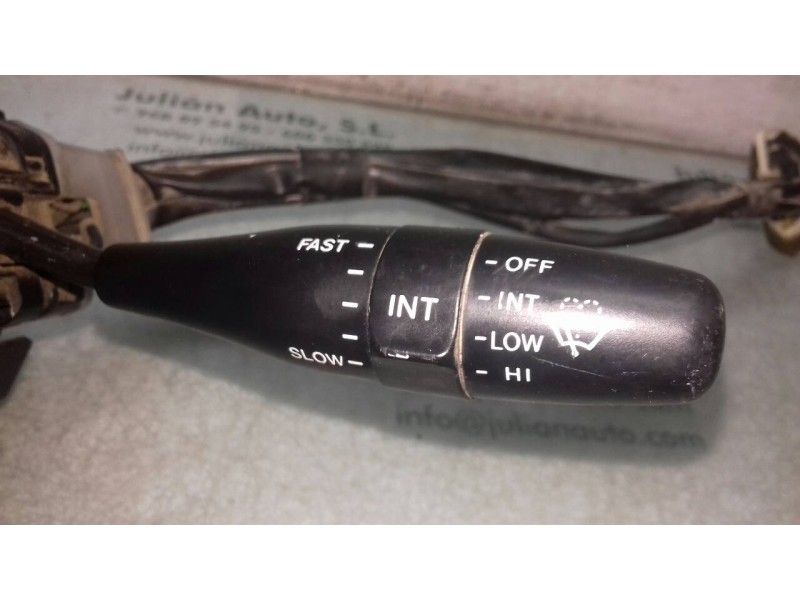 Julián Auto, S.L.
FAST
INT
SLOW
OFF
INT
LOW
HI
info@julianauto.com